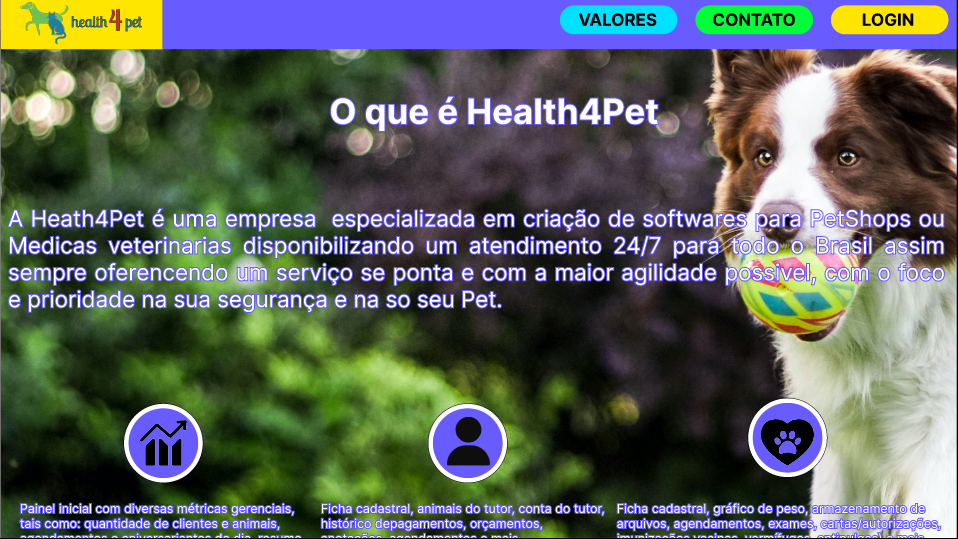 health4pet
VALORES
CONTATO
LOGIN
O que é Health4Pet
A Heath4Pet é uma empresa especializada em criação de softwares para PetShops ou
Medicas veterinarias disponibilizando um atendimento 24/7 para todo o Brasil assim
sempre oferencendo um serviço se ponta e com a maior agilidade possivel, com o foco
e prioridade na sua segurança e na so seu Pet.
Painel inicial com diversas métricas gerenciais,
tais como: quantidade de clientes e animais,
agendamentos e aniversariantes do dia, resumo
Ficha cadastral, animais do tutor, conta do tutor,
histórico depagamentos, orçamentos,
anotações, agendamentos e mais
Ficha cadastral, gráfico de peso, armazenamento de
arquivos, agendamentos, exames, cartas/autorizações,
imunizações vacinas, vermífugos, antipulgas) e mais